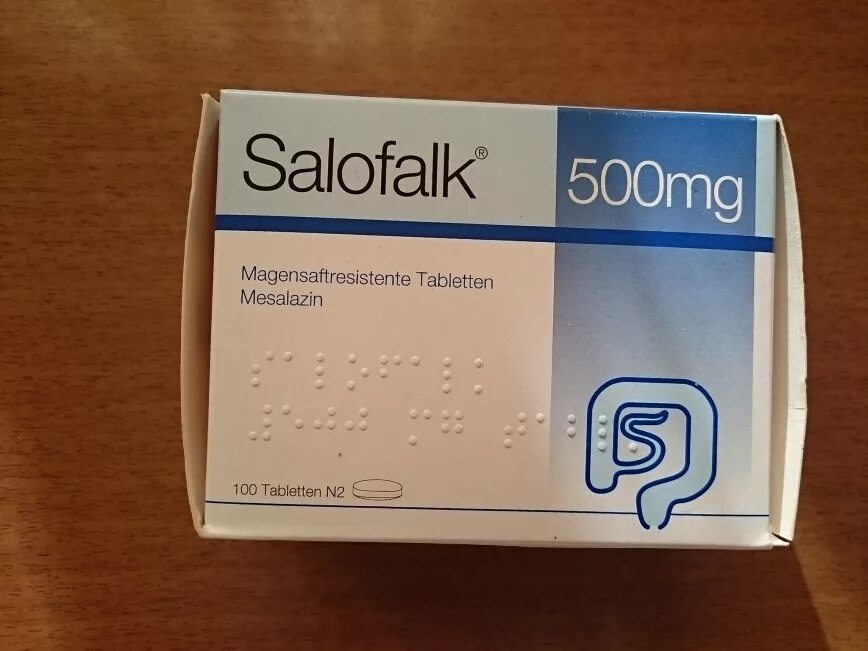 Salofalk®
500mg
Magensaftresistente Tabletten
Mesalazin
100 Tabletten N2